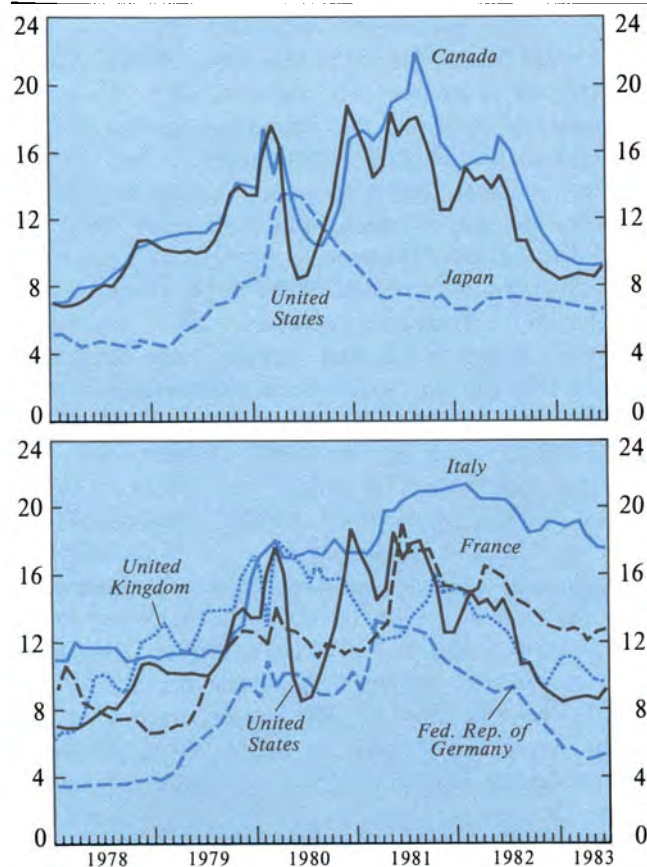 24 24
20 20
Canada
16 16
12 12
8 8
Japan
United
States
4 4
0 0
24 24
Italy
20 20
United
Kingdom
France
16 16
12 12
8 8
United
States
Fed. Rep. of
Germany
4 4
0 0
1978 1979 1980 1981 1982 1983